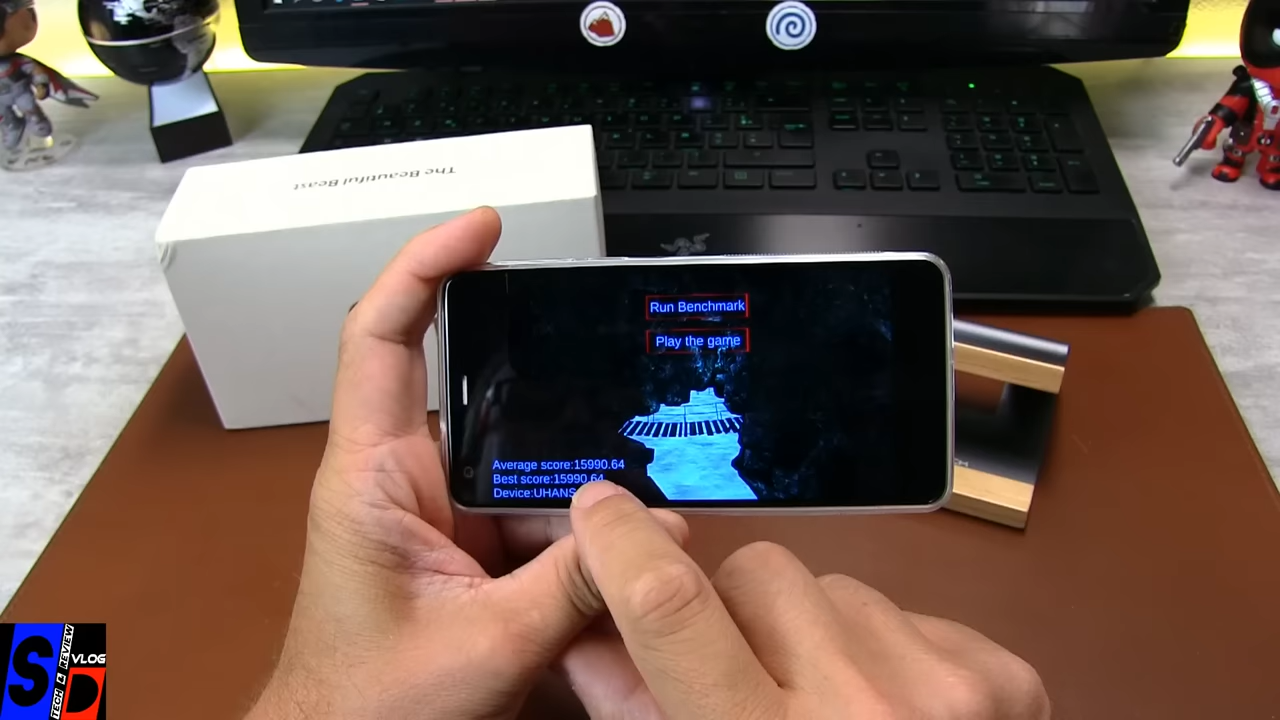 The Beautiful Beast
Run Benchmark
Play the game
Average score:15990.64
Best score:15990.64
Device:UHANS
SD
TECH & REVIEW
VLOG